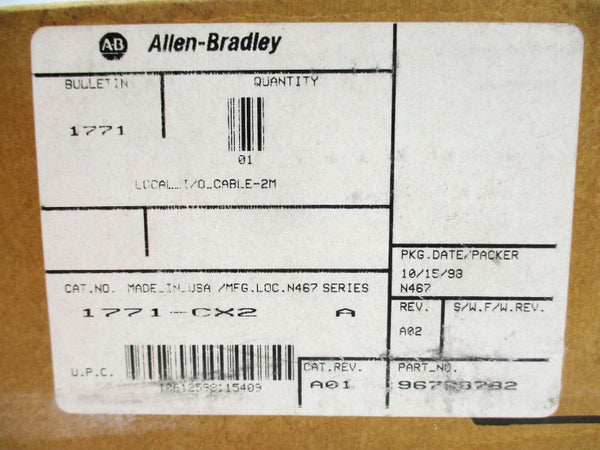 AB Allen-Bradley
BULLETIN QUANTITY
1771
01
LOCAL_I/O_CABLE-2M
PKG.DATE/PACKER
10/15/93
N467
CAT.NO. MADE_IN_USA /MFG.LOC.N467 SERIES
1771-CX2 A
REV. S/W.F/W.REV.
A02
U.P.C.
CAT.REV. PART_NO.
A01